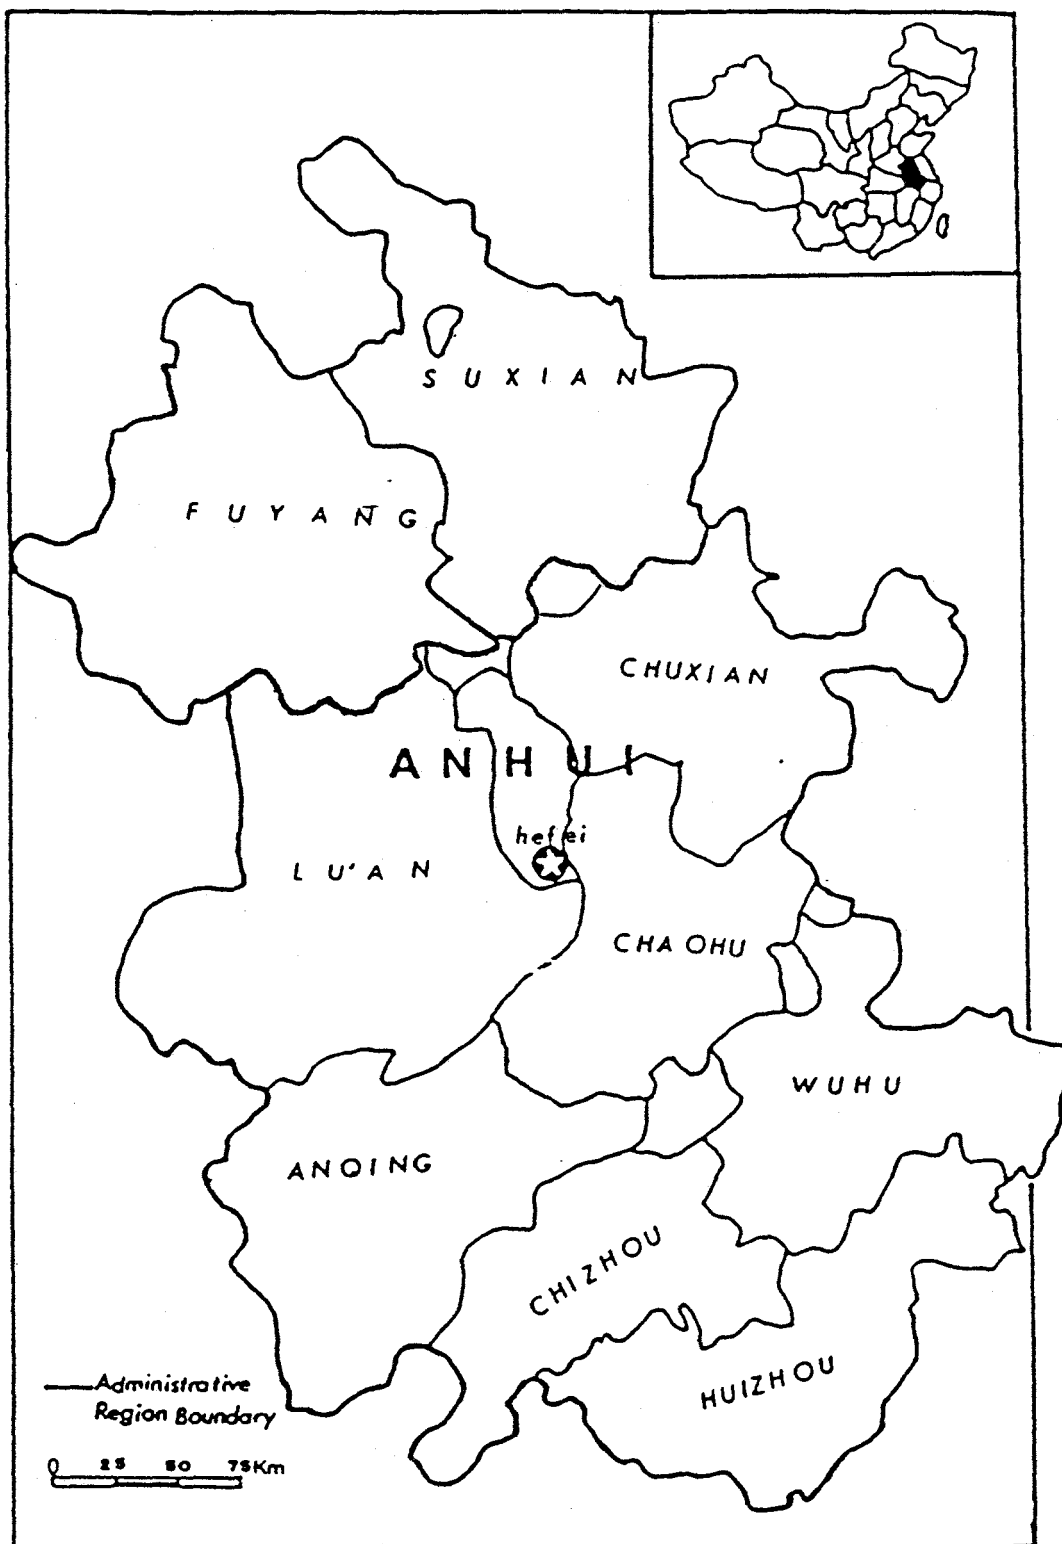 SUXIAN
FUYANG
CHUXIAN
ANHUI
hefei
LU'AN
CHAOHU
WUHU
ANQING
CHIZHOU
HUIZHOU
Administrative
Region Boundary
0 25 50 75Km